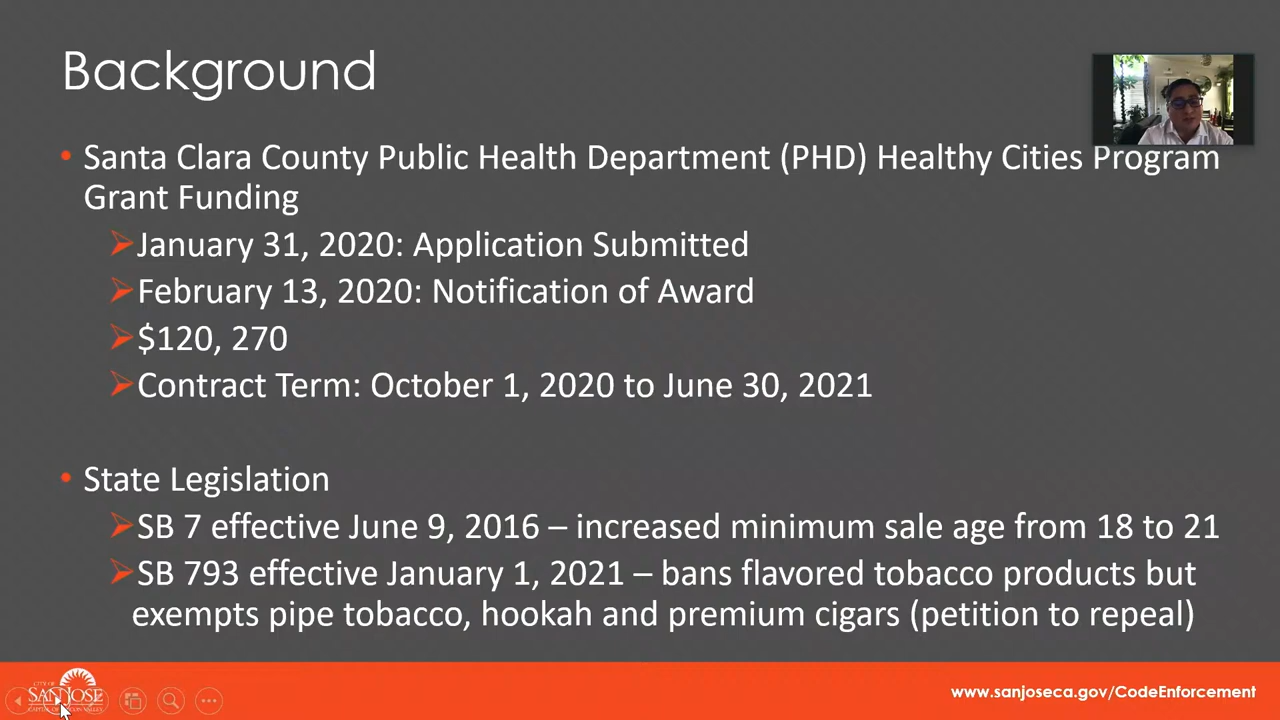 Background
• Santa Clara County Public Health Department (PHD) Healthy Cities Program
Grant Funding
➢January 31, 2020: Application Submitted
➢February 13, 2020: Notification of Award
➢$120, 270
➢Contract Term: October 1, 2020 to June 30, 2021
• State Legislation
➢SB 7 effective June 9, 2016 – increased minimum sale age from 18 to 21
➢SB 793 effective January 1, 2021 – bans flavored tobacco products but
exempts pipe tobacco, hookah and premium cigars (petition to repeal)
CITY OF
SAN JOSE
www.sanjoseca.gov/CodeEnforcement